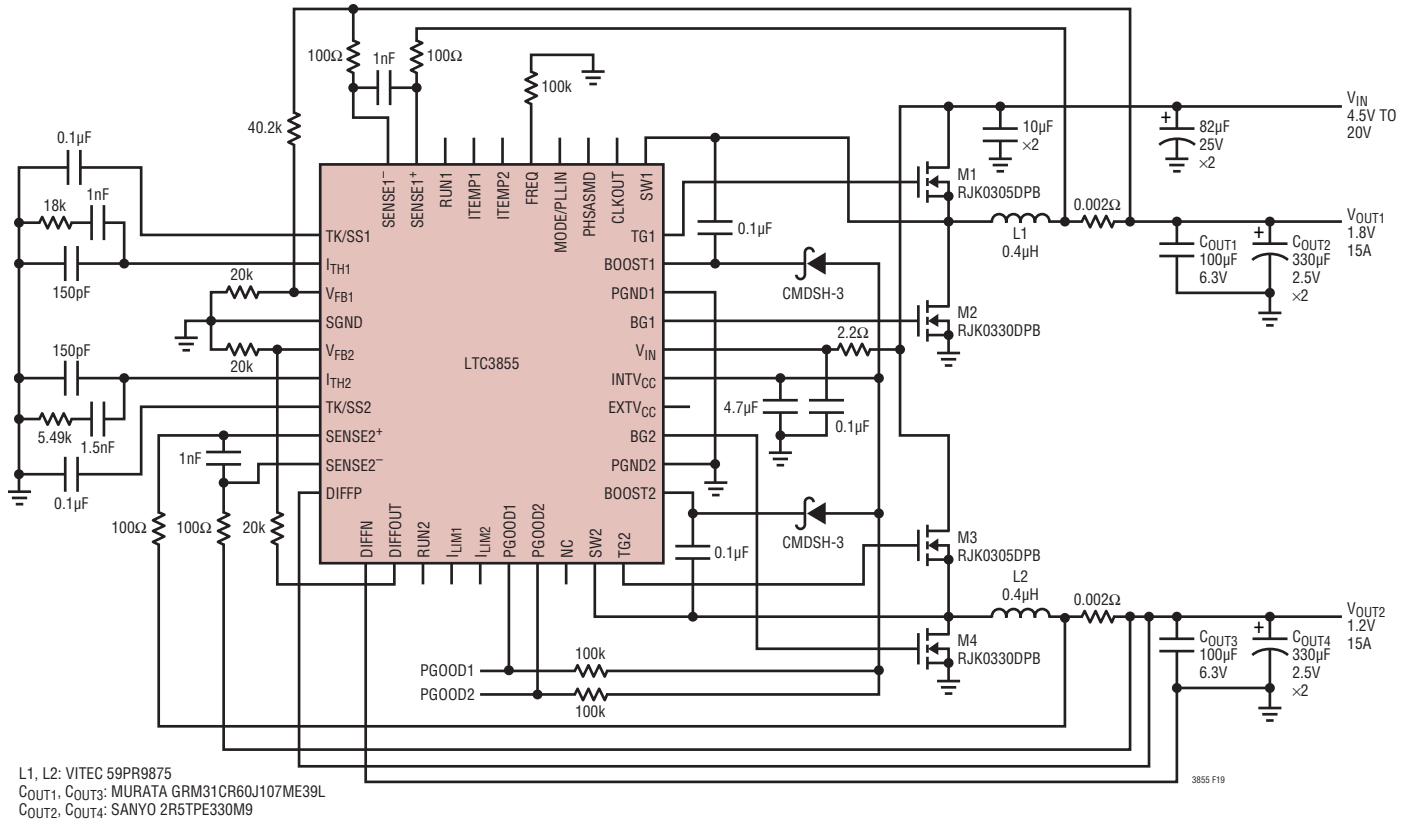 100Ω
1nF
100Ω
100k
40.2k
0.1µF
1nF
18k
150pF
20k
20k
150pF
5.49k
1.5nF
0.1µF
1nF
100Ω
100Ω
20k
SENSE1–
SENSE1+
RUN1
ITEMP1
ITEMP2
FREQ
MODE/PLLIN
PHSASMD
CLKOUT
SW1
TK/SS1
ITH1
VFB1
SGND
VFB2
ITH2
TK/SS2
SENSE2+
SENSE2–
DIFFP
LTC3855
TG1
BOOST1
PGND1
BG1
VIN
INTVCC
EXTVCC
BG2
PGND2
BOOST2
DIFFN
DIFFOUT
RUN2
ILIM1
ILIM2
PGOOD1
PGOOD2
NC
SW2
TG2
0.1µF
CMDSH-3
2.2Ω
4.7µF
0.1µF
CMDSH-3
0.1µF
10µF
×2
+
82µF
25V
×2
VIN
4.5V TO
20V
M1
RJK0305DPB
L1
0.4µH
0.002Ω
VOUT1
1.8V
15A
COUT1
100µF
6.3V
+
COUT2
330µF
2.5V
×2
M2
RJK0330DPB
M3
RJK0305DPB
L2
0.4µH
0.002Ω
VOUT2
1.2V
15A
COUT3
100µF
6.3V
+
COUT4
330µF
2.5V
×2
M4
RJK0330DPB
PGOOD1
100k
PGOOD2
100k
L1, L2: VITEC 59PR9875
COUT1, COUT3: MURATA GRM31CR60J107ME39L
COUT2, COUT4: SANYO 2R5TPE330M9
3855 F19